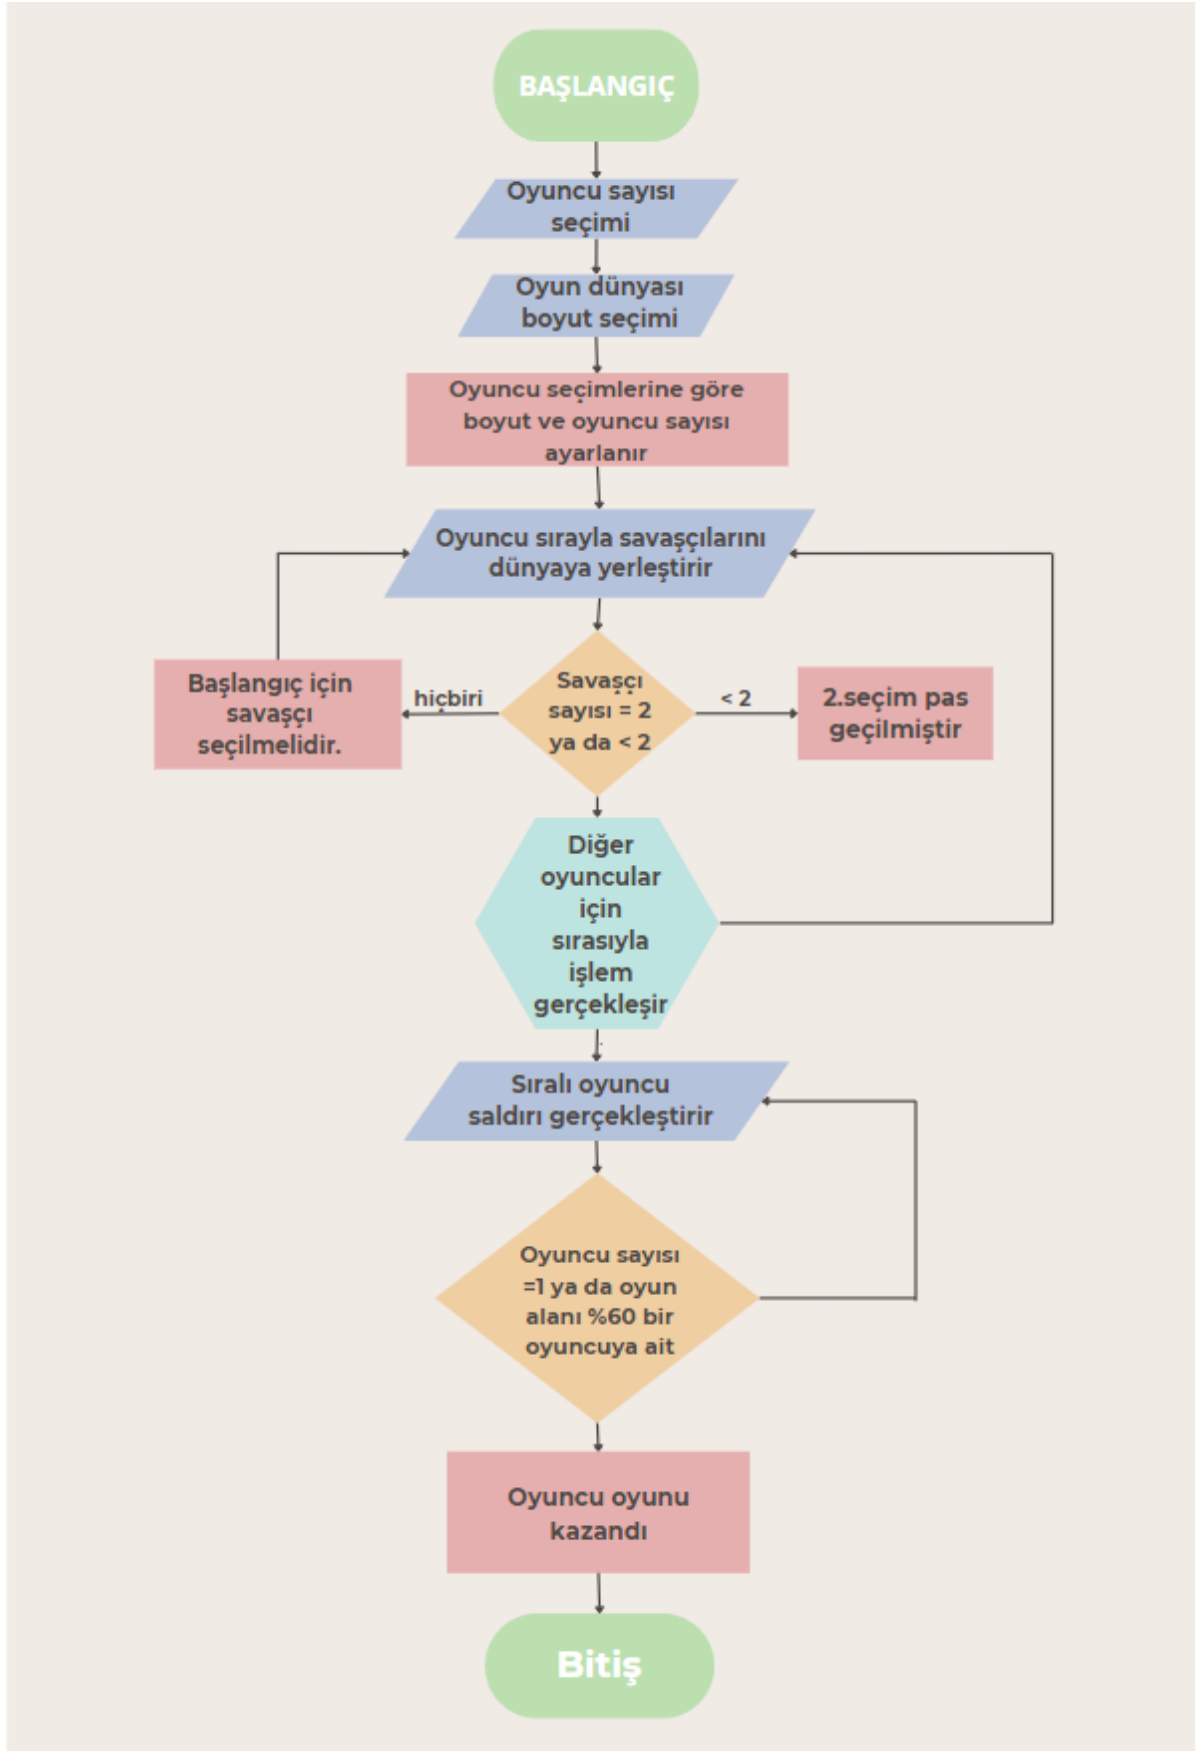 BAŞLANGIÇ
Oyuncu sayısı
seçimi
Oyun dünyası
boyut seçimi
Oyuncu seçimlerine göre
boyut ve oyuncu sayısı
ayarlanır
Oyuncu sırayla savaşçılarını
dünyaya yerleştirir
Başlangıç için
savaşçı
seçilmelidir.
hiçbiri
Savaşçı
sayısı = 2
ya da < 2
< 2
2.seçim pas
geçilmiştir
Diğer
oyuncular
için
sırasıyla
işlem
gerçekleşir
Sıralı oyuncu
saldırı gerçekleştirir
Oyuncu sayısı
=1 ya da oyun
alanı %60 bir
oyuncuya ait
Oyuncu oyunu
kazandı
Bitiş